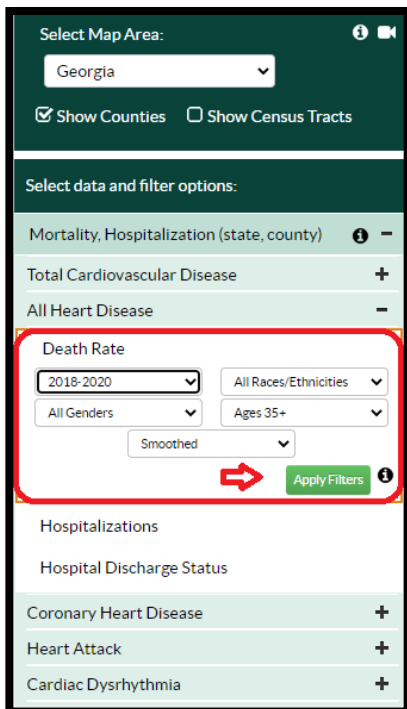 Select Map Area:
Georgia
Show Counties Show Census Tracts
Select data and filter options:
Mortality, Hospitalization (state, county)
Total Cardiovascular Disease
All Heart Disease
Death Rate
2018-2020 All Races/Ethnicities
All Genders Ages 35+
Smoothed
Apply Filters
Hospitalizations
Hospital Discharge Status
Coronary Heart Disease
Heart Attack
Cardiac Dysrhythmia